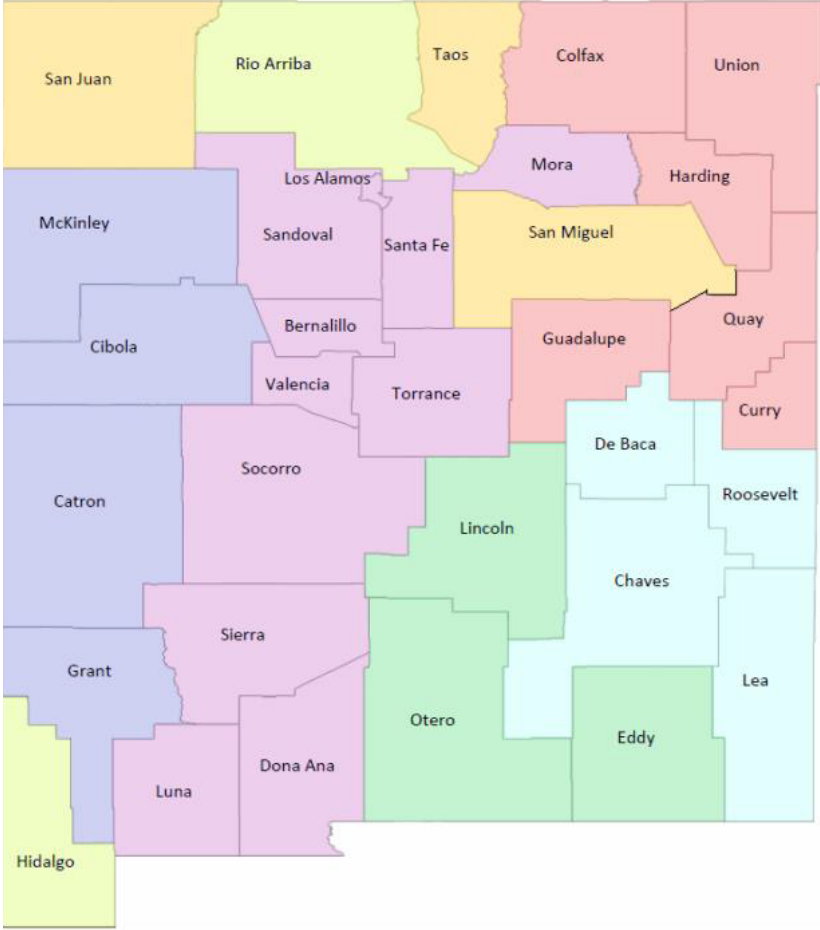 San Juan
Rio Arriba
Taos
Colfax
Union
Mora
Harding
Los Alamos
McKinley
Sandoval
Santa Fe
San Miguel
Bernalillo
Quay
Cibola
Guadalupe
Valencia
Torrance
Curry
De Baca
Socorro
Roosevelt
Catron
Lincoln
Chaves
Sierra
Grant
Lea
Otero
Eddy
Dona Ana
Luna
Hidalgo